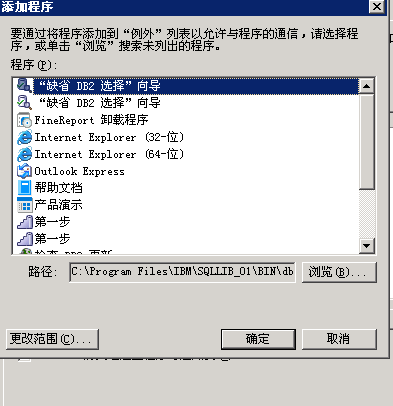 添加程序
要通过将程序添加到“例外”列表以允许与程序的通信,请选择程
序,或单击“浏览”搜索未列出的程序。
程序(P):
“缺省 DB2 选择”向导
“缺省 DB2 选择”向导
FineReport 卸载程序
Internet Explorer (32-位)
Internet Explorer (64-位)
Outlook Express
帮助文档
产品演示
第一步
第一步
路径: C:\Program Files\IBM\SQLLIB_01\BIN\db 浏览(B)...
更改范围(C)... 确定 取消